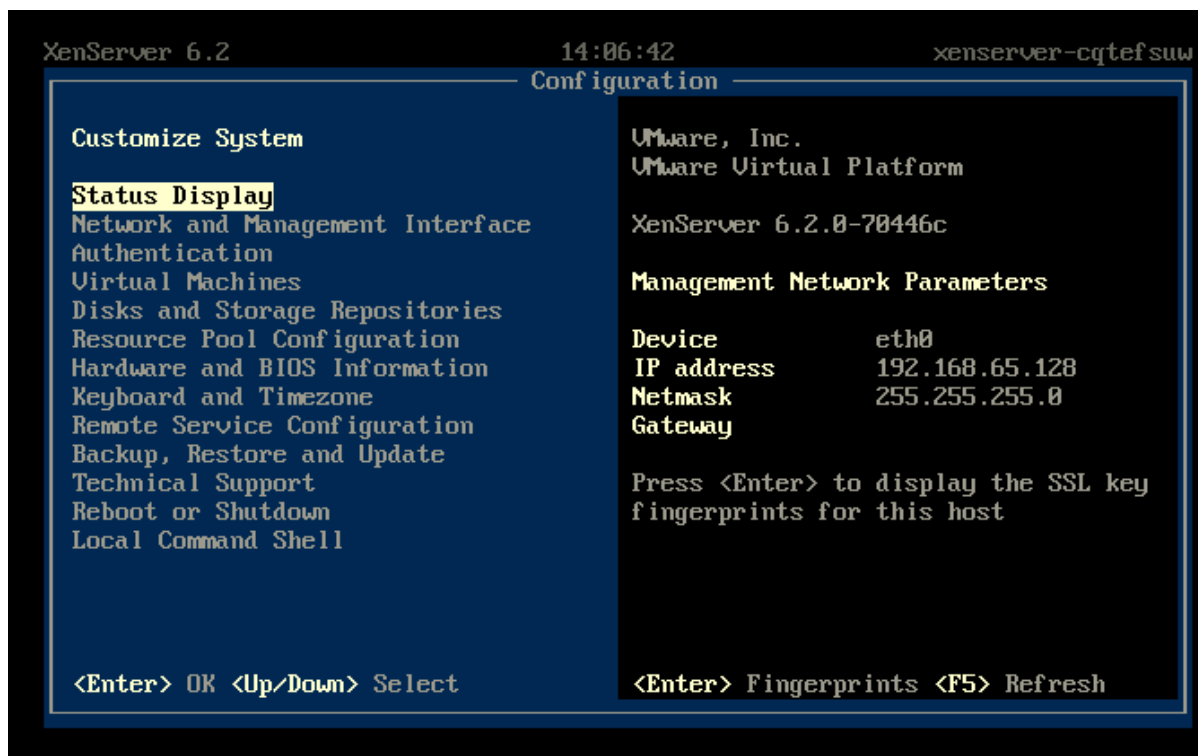 XenServer 6.2 14:06:42 xenserver-cqtefsuw
Configuration
Customize System
Status Display
Network and Management Interface
Authentication
Virtual Machines
Disks and Storage Repositories
Resource Pool Configuration
Hardware and BIOS Information
Keyboard and Timezone
Remote Service Configuration
Backup, Restore and Update
Technical Support
Reboot or Shutdown
Local Command Shell
<Enter> OK <Up/Down> Select
VMware, Inc.
VMware Virtual Platform
XenServer 6.2.0-70446c
Management Network Parameters
Device eth0
IP address 192.168.65.128
Netmask 255.255.255.0
Gateway
Press <Enter> to display the SSL key
fingerprints for this host
<Enter> Fingerprints <F5> Refresh